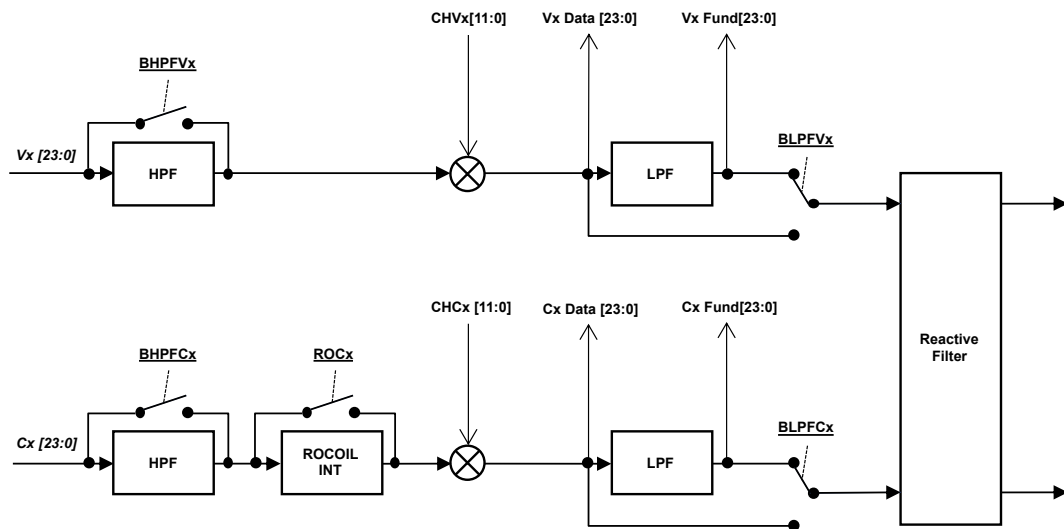 CHVx[11:0] Vx Data [23:0] Vx Fund[23:0]
BHPFVx
BLPFVx
Vx [23:0]
HPF
LPF
CHCx [11:0] Cx Data [23:0] Cx Fund[23:0]
Reactive
Filter
BHPFCx ROCx
BLPFCx
Cx [23:0]
HPF
ROCOIL
INT
LPF